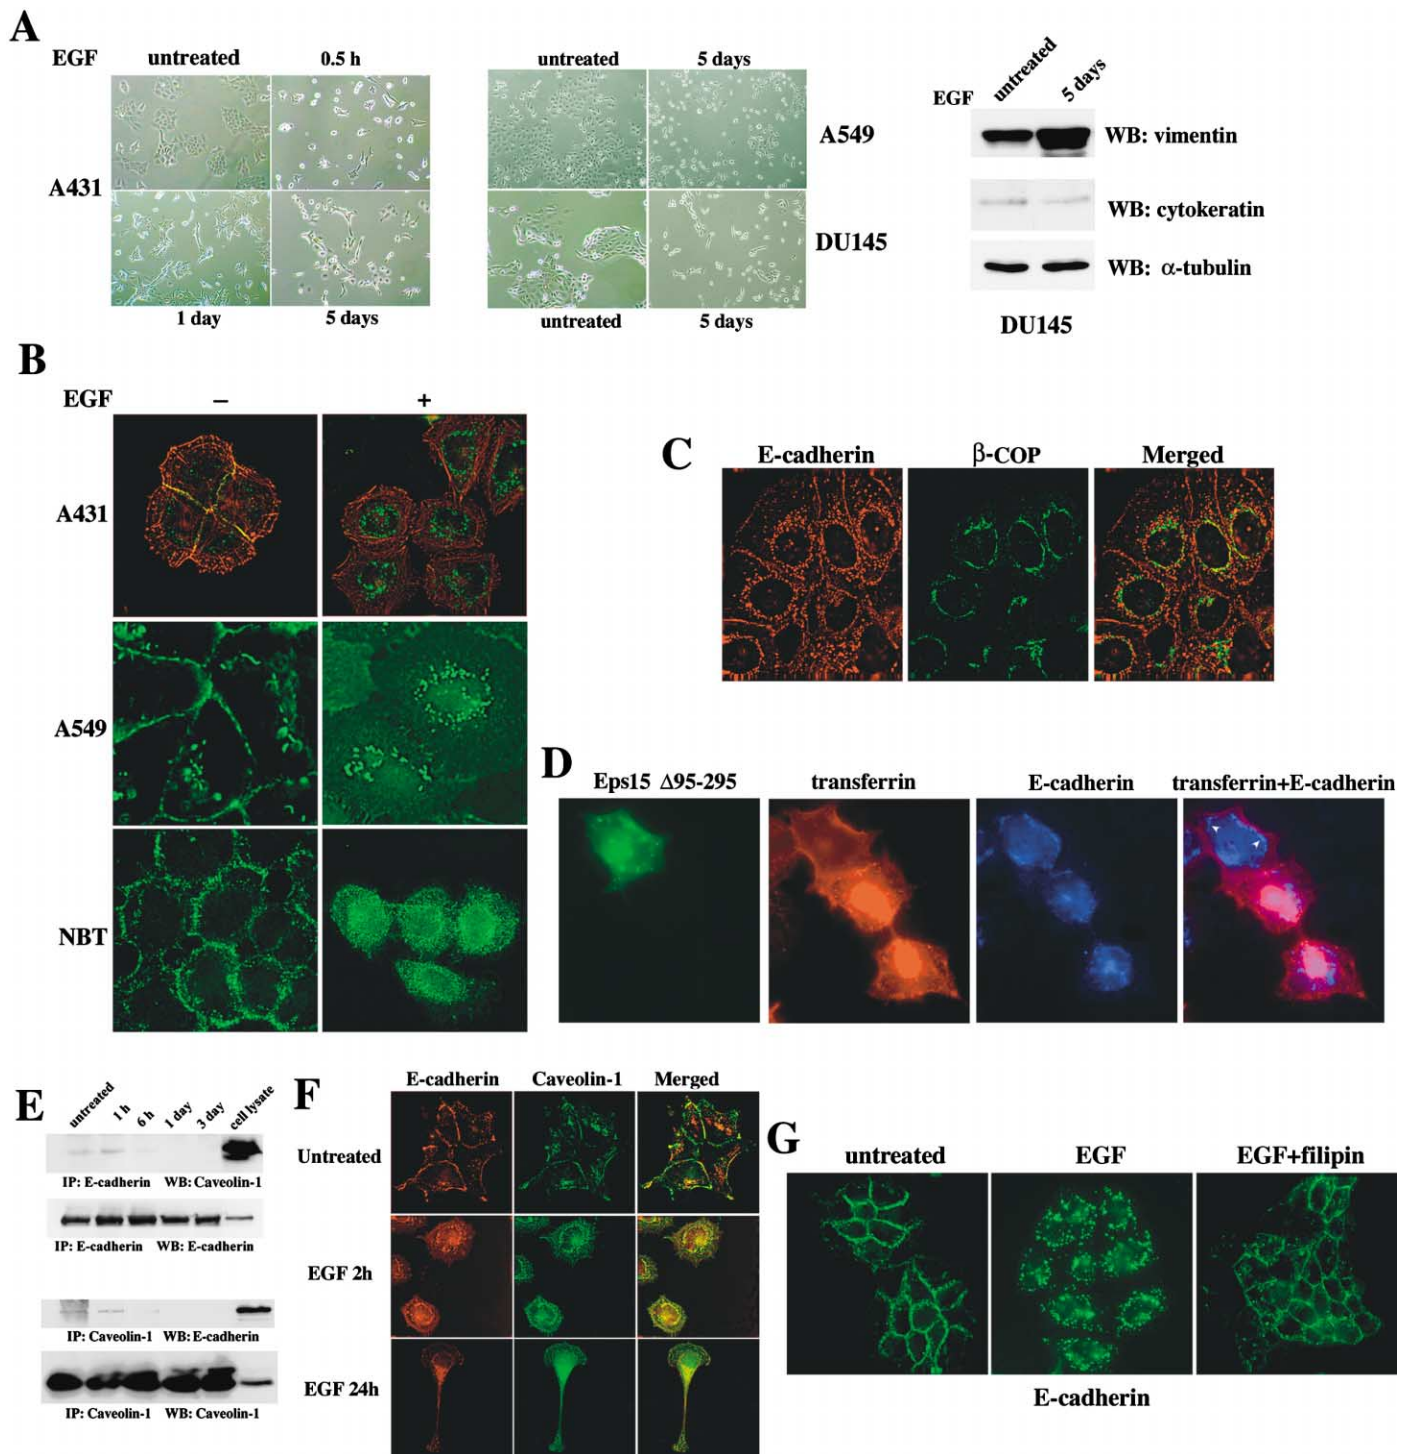 A
EGF untreated 0.5 h
A431
1 day 5 days
untreated 5 days
A549
DU145
untreated 5 days
EGF untreated 5 days
WB: vimentin
WB: cytokeratin
WB: α-tubulin
DU145
B
EGF − +
A431
A549
NBT
C
E-cadherin β-COP Merged
D
Eps15 Δ95-295 transferrin E-cadherin transferrin+E-cadherin
E
untreated 1 h 6 h 1 day 3 day cell lysate
IP: E-cadherin WB: Caveolin-1
IP: E-cadherin WB: E-cadherin
IP: Caveolin-1 WB: E-cadherin
IP: Caveolin-1 WB: Caveolin-1
F
E-cadherin Caveolin-1 Merged
Untreated
EGF 2h
EGF 24h
G
untreated EGF EGF+filipin
E-cadherin